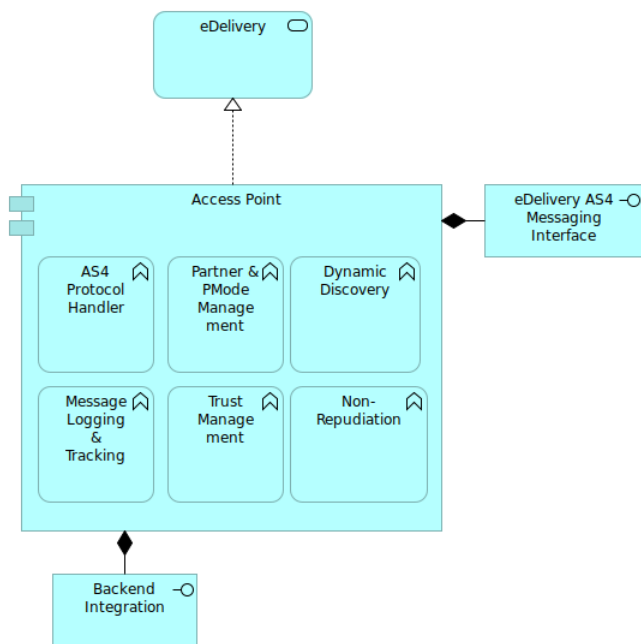 eDelivery
Access Point
eDelivery AS4
Messaging
Interface
AS4
Protocol
Handler
Partner &
PMode
Manage
ment
Dynamic
Discovery
Message
Logging
&
Tracking
Trust
Manage
ment
Non-
Repudiation
Backend
Integration